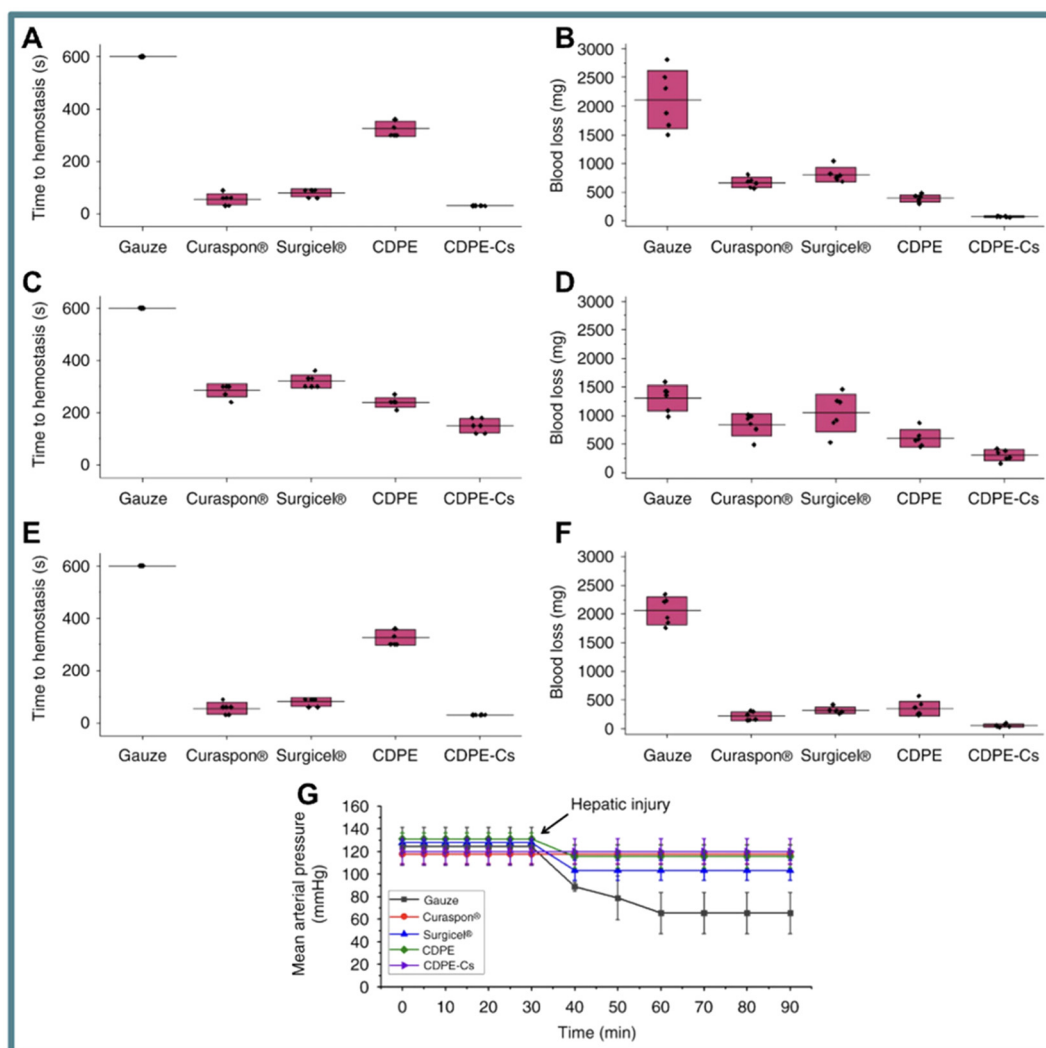 A
Time to hemostasis (s)
600
400
200
0
Gauze Curaspon® Surgicel® CDPE CDPE-Cs
B
Blood loss (mg)
3000
2500
2000
1500
1000
500
0
Gauze Curaspon® Surgicel® CDPE CDPE-Cs
C
Time to hemostasis (s)
600
400
200
0
Gauze Curaspon® Surgicel® CDPE CDPE-Cs
D
Blood loss (mg)
3000
2500
2000
1500
1000
500
0
Gauze Curaspon® Surgicel® CDPE CDPE-Cs
E
Time to hemostasis (s)
600
400
200
0
Gauze Curaspon® Surgicel® CDPE CDPE-Cs
F
Blood loss (mg)
3000
2500
2000
1500
1000
500
0
Gauze Curaspon® Surgicel® CDPE CDPE-Cs
G
Mean arterial pressure
(mmHg)
160
140
120
100
80
60
40
20
0
Hepatic injury
Gauze
Curaspon®
Surgicel®
CDPE
CDPE-Cs
0 10 20 30 40 50 60 70 80 90
Time (min)